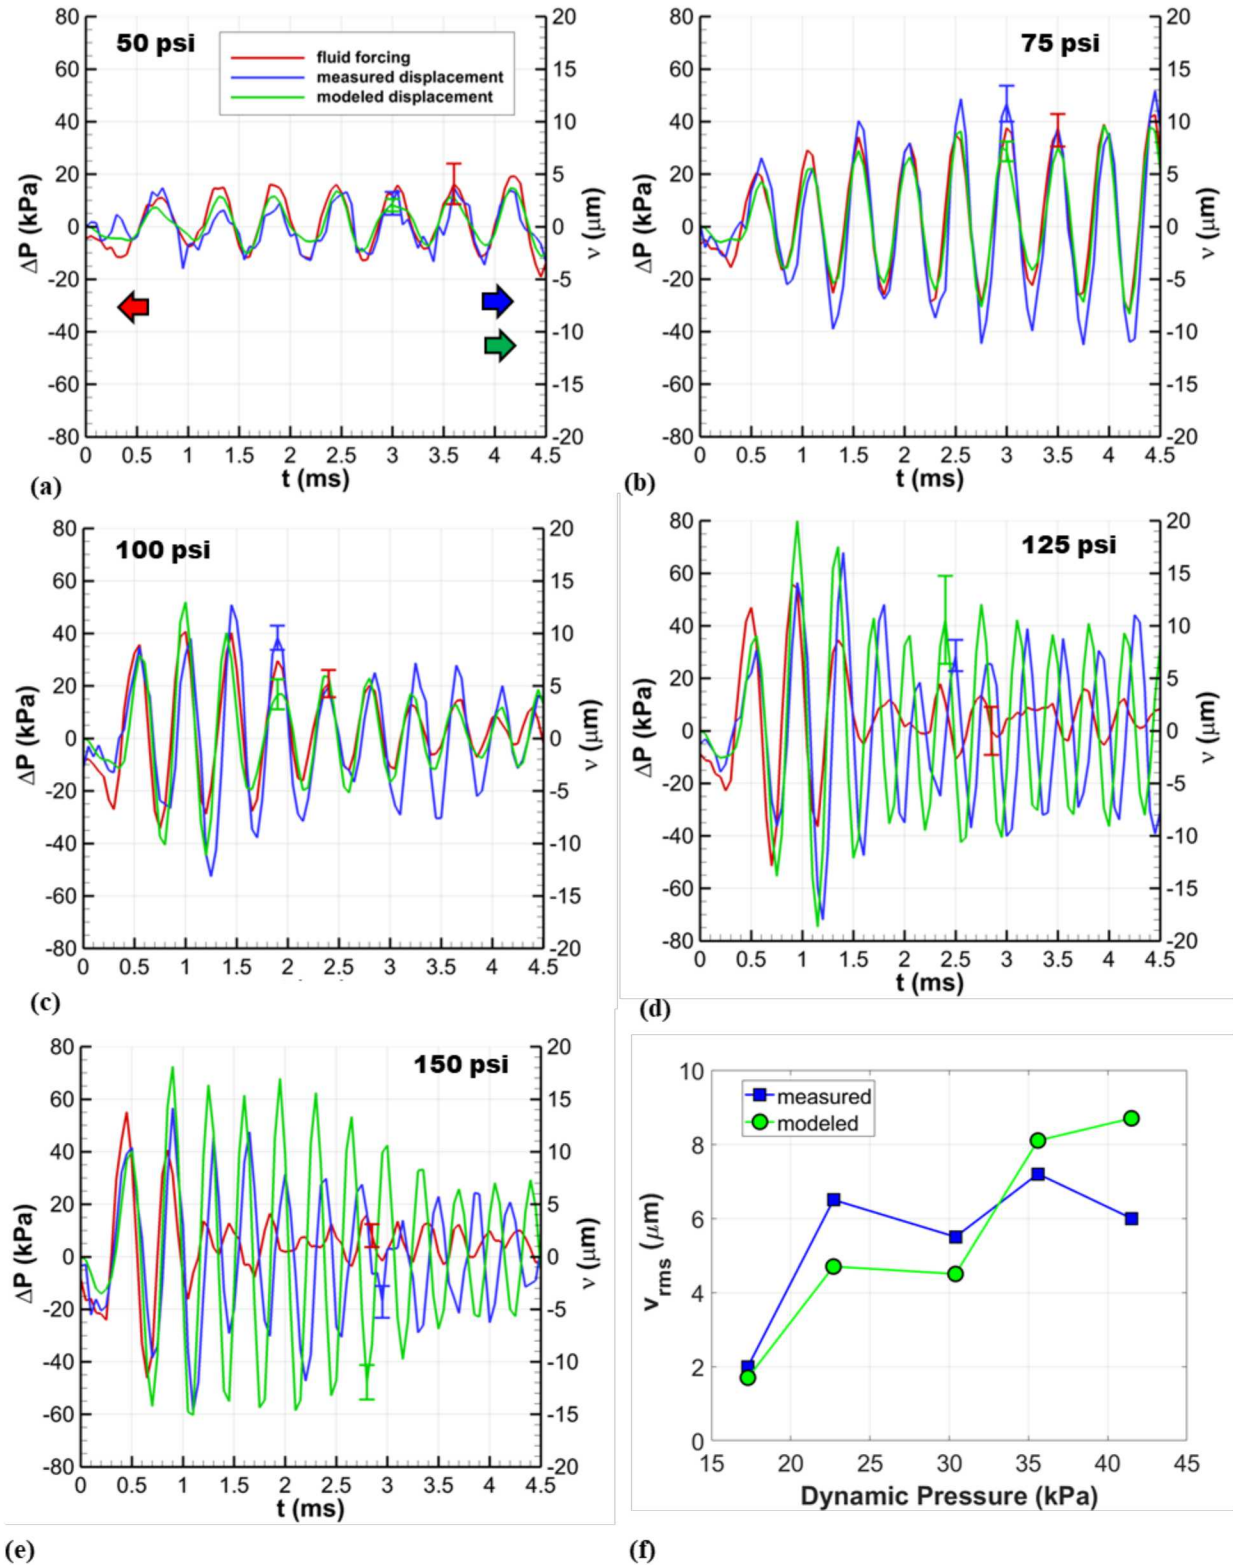 50 psi
fluid forcing
measured displacement
modeled displacement
80
60
40
20
0
-20
-40
-60
-80
ΔP (kPa)
20
15
10
5
0
-5
-10
-15
-20
ν (μm)
0 0.5 1 1.5 2 2.5 3 3.5 4 4.5
t (ms)
(a)
75 psi
80
60
40
20
0
-20
-40
-60
-80
ΔP (kPa)
20
15
10
5
0
-5
-10
-15
-20
ν (μm)
0 0.5 1 1.5 2 2.5 3 3.5 4 4.5
t (ms)
(b)
100 psi
80
60
40
20
0
-20
-40
-60
-80
ΔP (kPa)
20
15
10
5
0
-5
-10
-15
-20
ν (μm)
0 0.5 1 1.5 2 2.5 3 3.5 4 4.5
(c)
125 psi
80
60
40
20
0
-20
-40
-60
-80
ΔP (kPa)
20
15
10
5
0
-5
-10
-15
-20
ν (μm)
0 0.5 1 1.5 2 2.5 3 3.5 4 4.5
t (ms)
(d)
150 psi
80
60
40
20
0
-20
-40
-60
-80
ΔP (kPa)
20
15
10
5
0
-5
-10
-15
-20
ν (μm)
0 0.5 1 1.5 2 2.5 3 3.5 4 4.5
t (ms)
(e)
measured
modeled
10
8
6
4
2
0
v_rms (μm)
15 20 25 30 35 40 45
Dynamic Pressure (kPa)
(f)